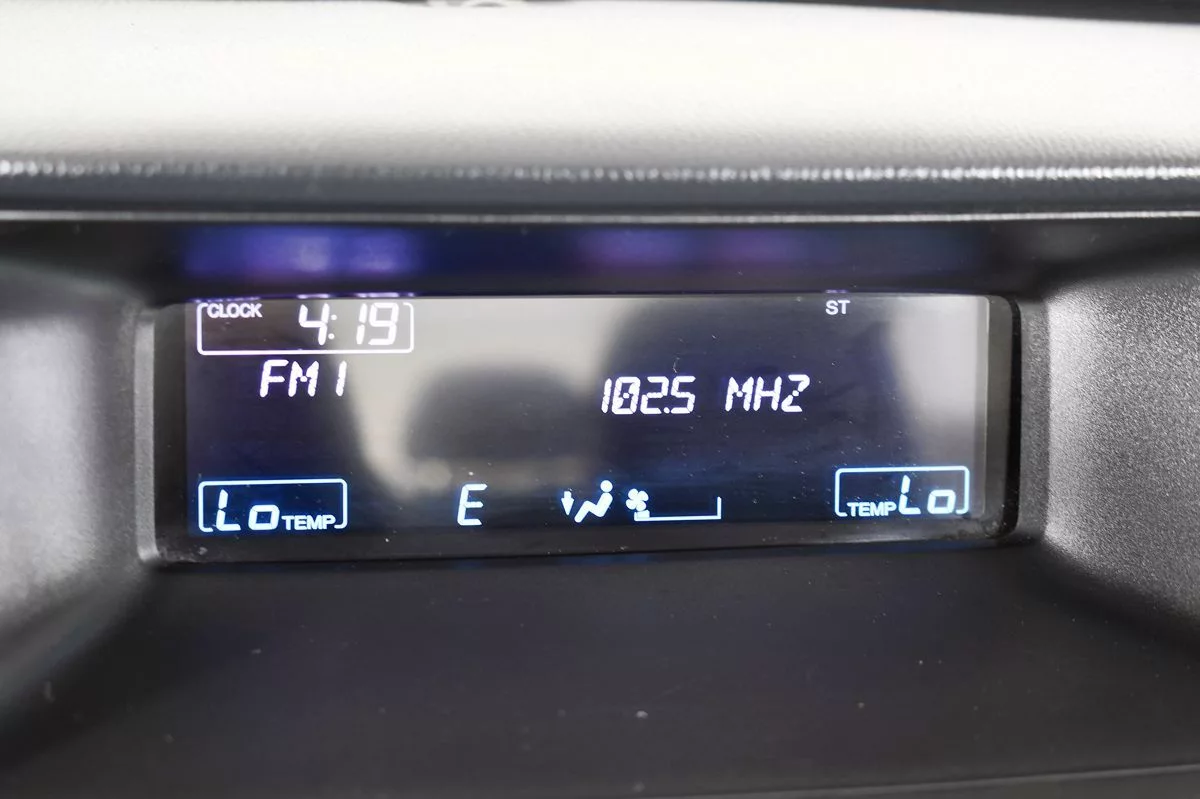 CLOCK 4:19 ST
FM1 102.5 MHZ
Lo TEMP E TEMP Lo